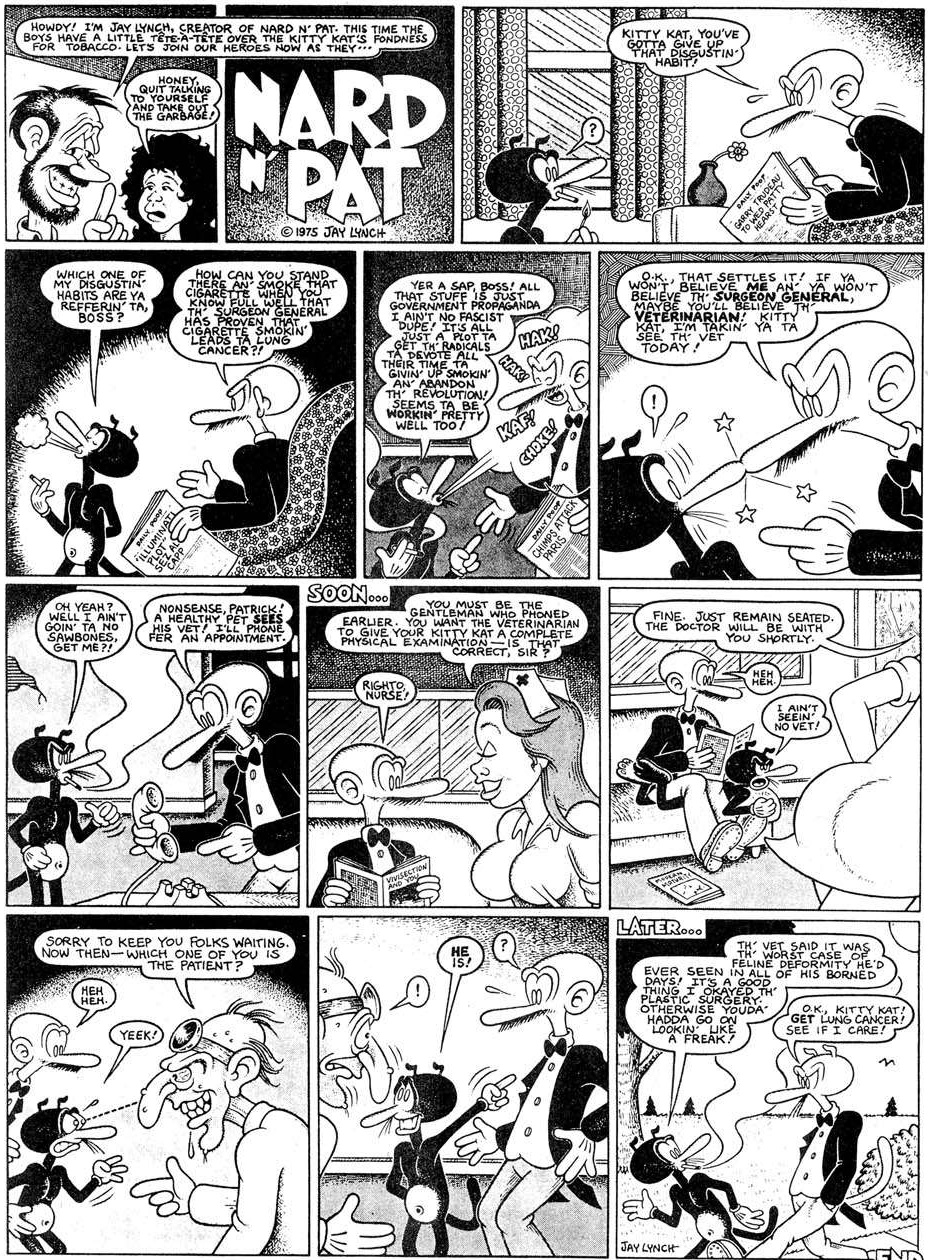 HOWDY! I'M JAY LYNCH, CREATOR OF NARD N' PAT. THIS TIME THE
BOYS HAVE A LITTLE TÊTE-A-TÊTE OVER THE KITTY KAT'S FONDNESS
FOR TOBACCO. LET'S JOIN OUR HEROES NOW AS THEY...
HONEY,
QUIT TALKING
TO YOURSELF
AND TAKE OUT
THE GARBAGE!
NARD
N'
PAT
© 1975 JAY LYNCH
KITTY KAT, YOU'VE
GOTTA GIVE UP
THAT DISGUSTIN'
HABIT!
?
DAILY POOP
GARRY TRUDEAU
TO WED PATTY
HEARST
WHICH ONE OF
MY DISGUSTIN'
HABITS ARE YA
REFFERIN' TA,
BOSS?
HOW CAN YOU STAND
THERE AN' SMOKE THAT
CIGARETTE WHEN YOU
KNOW FULL WELL THAT
TH' SURGEON GENERAL
HAS PROVEN THAT
CIGARETTE SMOKIN'
LEADS TA LUNG
CANCER?!
DAILY POOP
ILLUMINATI
PLOT TO
CAPP
YER A SAP, BOSS! ALL
THAT STUFF IS JUST
GOVERNMENT PROPAGANDA
I AIN'T NO FASCIST
DUPE! IT'S ALL
JUST A PLOT TA
GET TH' RADICALS
TA DEVOTE ALL
THEIR TIME TA
GIVIN' UP SMOKIN'
AN' ABANDON
TH' REVOLUTION!
SEEMS TA BE
WORKIN' PRETTY
WELL TOO!
HAK!
HAK!
KAF!
CHOKE!
DAILY POOP
CHIMPS ATTACK
PARIS
O.K., THAT SETTLES IT! IF YA
WON'T BELIEVE ME AN' YA WON'T
BELIEVE TH' SURGEON GENERAL,
MAYBE YOU'LL BELIEVE TH'
VETERINARIAN! KITTY
KAT, I'M TAKIN' YA TA
SEE TH' VET
TODAY!
!
OH YEAH?
WELL I AIN'T
GOIN' TA NO
SAWBONES,
GET ME?!
NONSENSE, PATRICK!
A HEALTHY PET SEES
HIS VET! I'LL PHONE
FER AN APPOINTMENT.
SOON...
YOU MUST BE THE
GENTLEMAN WHO PHONED
EARLIER. YOU WANT THE VETERINARIAN
TO GIVE YOUR KITTY KAT A COMPLETE
PHYSICAL EXAMINATION — IS THAT
CORRECT, SIR?
RIGHTO,
NURSE!
VIVISECTION
AND YOU
FINE. JUST REMAIN SEATED.
THE DOCTOR WILL BE WITH
YOU SHORTLY.
HEH
HEH.
I AIN'T
SEEIN'
NO VET!
SORRY TO KEEP YOU FOLKS WAITING.
NOW THEN — WHICH ONE OF YOU IS
THE PATIENT?
HEH
HEH.
YEEK!
!
HE
IS!
?
LATER...
TH' VET SAID IT WAS
TH' WORST CASE OF
FELINE DEFORMITY HE'D
EVER SEEN IN ALL OF HIS BORNED
DAYS! IT'S A GOOD
THING I OKAYED TH'
PLASTIC SURGERY.
OTHERWISE YOUDA'
HADDA GO ON
LOOKIN' LIKE
A FREAK!
O.K., KITTY KAT!
GET LUNG CANCER!
SEE IF I CARE!
JAY LYNCH
END